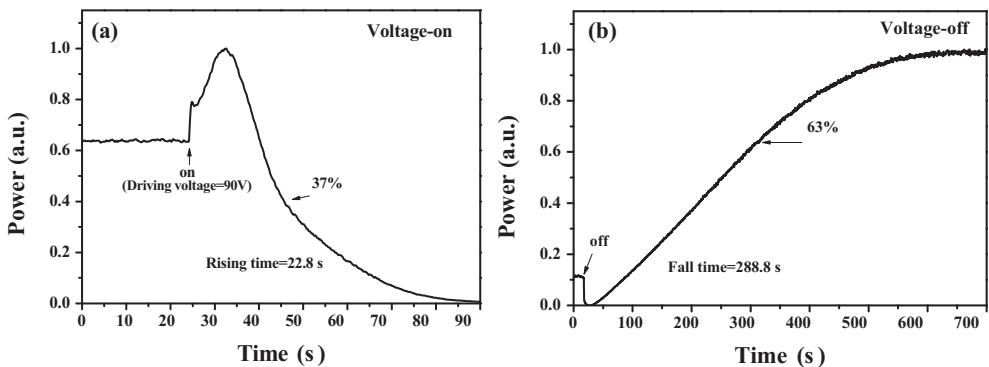 (a)
Voltage-on
Power (a.u.)
1.0
0.8
0.6
0.4
0.2
0.0
on
(Driving voltage=90V)
37%
Rising time=22.8 s
0 10 20 30 40 50 60 70 80 90
Time (s)
(b)
Voltage-off
Power (a.u.)
1.0
0.8
0.6
0.4
0.2
0.0
63%
off
Fall time=288.8 s
0 100 200 300 400 500 600 700
Time (s)